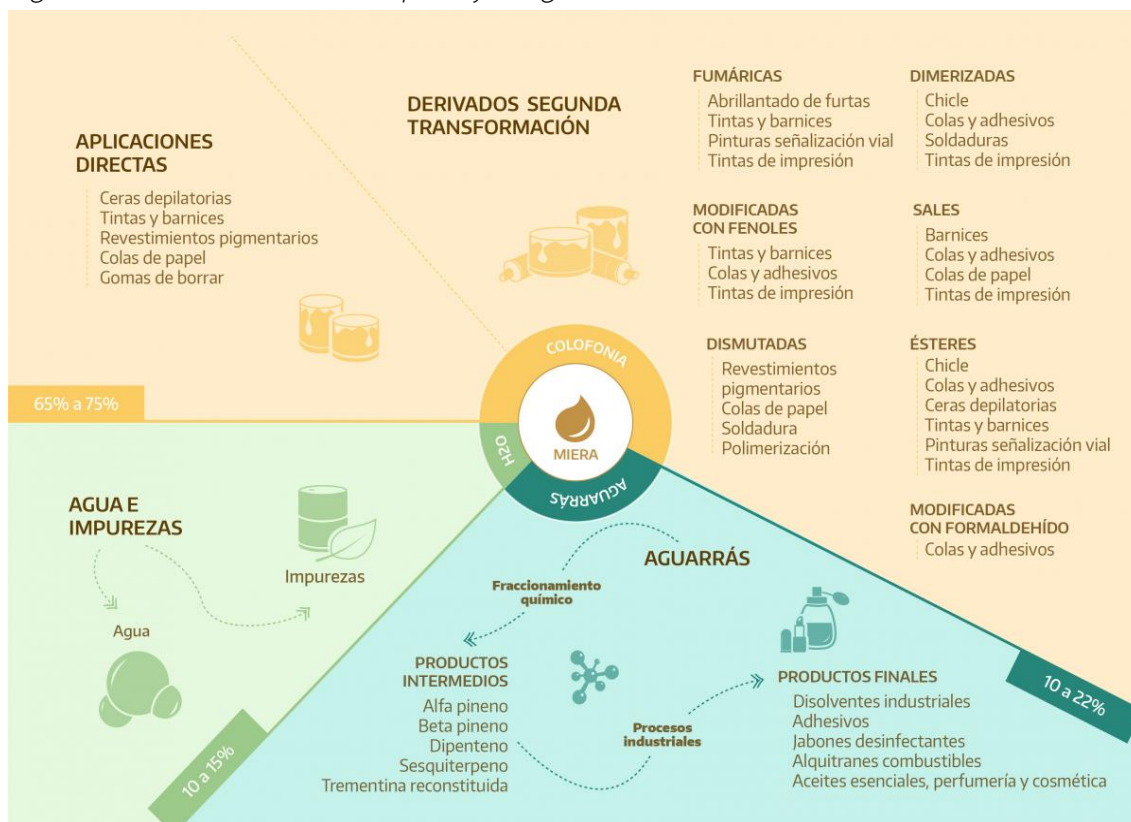 APLICACIONES
DIRECTAS
Ceras depilatorias
Tintas y barnices
Revestimientos pigmentarios
Colas de papel
Gomas de borrar
DERIVADOS SEGUNDA
TRANSFORMACIÓN
FUMÁRICAS
Abrillantado de furtas
Tintas y barnices
Pinturas señalización vial
Tintas de impresión
DIMERIZADAS
Chicle
Colas y adhesivos
Soldaduras
Tintas de impresión
MODIFICADAS
CON FENOLES
Tintas y barnices
Colas y adhesivos
Tintas de impresión
SALES
Barnices
Colas y adhesivos
Colas de papel
Tintas de impresión
DISMUTADAS
Revestimientos
pigmentarios
Colas de papel
Soldadura
Polimerización
ÉSTERES
Chicle
Colas y adhesivos
Ceras depilatorias
Tintas y barnices
Pinturas señalización vial
Tintas de impresión
MODIFICADAS
CON FORMALDEHÍDO
Colas y adhesivos
65% a 75%
COLOFONÍA
MIERA
H2O
AGUARRÁS
AGUA E
IMPUREZAS
Impurezas
Agua
10 a 15%
AGUARRÁS
Fraccionamiento
químico
PRODUCTOS
INTERMEDIOS
Alfa pineno
Beta pineno
Dipenteno
Sesquiterpeno
Trementina reconstituida
Procesos
industriales
PRODUCTOS FINALES
Disolventes industriales
Adhesivos
Jabones desinfectantes
Alquitranes combustibles
Aceites esenciales, perfumería y cosmética
10 a 22%